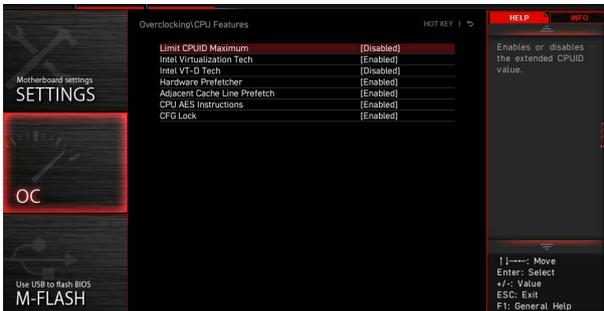 Overclocking\CPU Features
HOT KEY |
HELP
INFO
Limit CPUID Maximum [Disabled]
Intel Virtualization Tech [Enabled]
Intel VT-D Tech [Disabled]
Hardware Prefetcher [Enabled]
Adjacent Cache Line Prefetch [Enabled]
CPU AES Instructions [Enabled]
CFG Lock [Enabled]
Enables or disables
the extended CPUID
value.
Motherboard settings
SETTINGS
OC
Use USB to flash BIOS
M-FLASH
↑↓→←: Move
Enter: Select
+/-: Value
ESC: Exit
F1: General Help